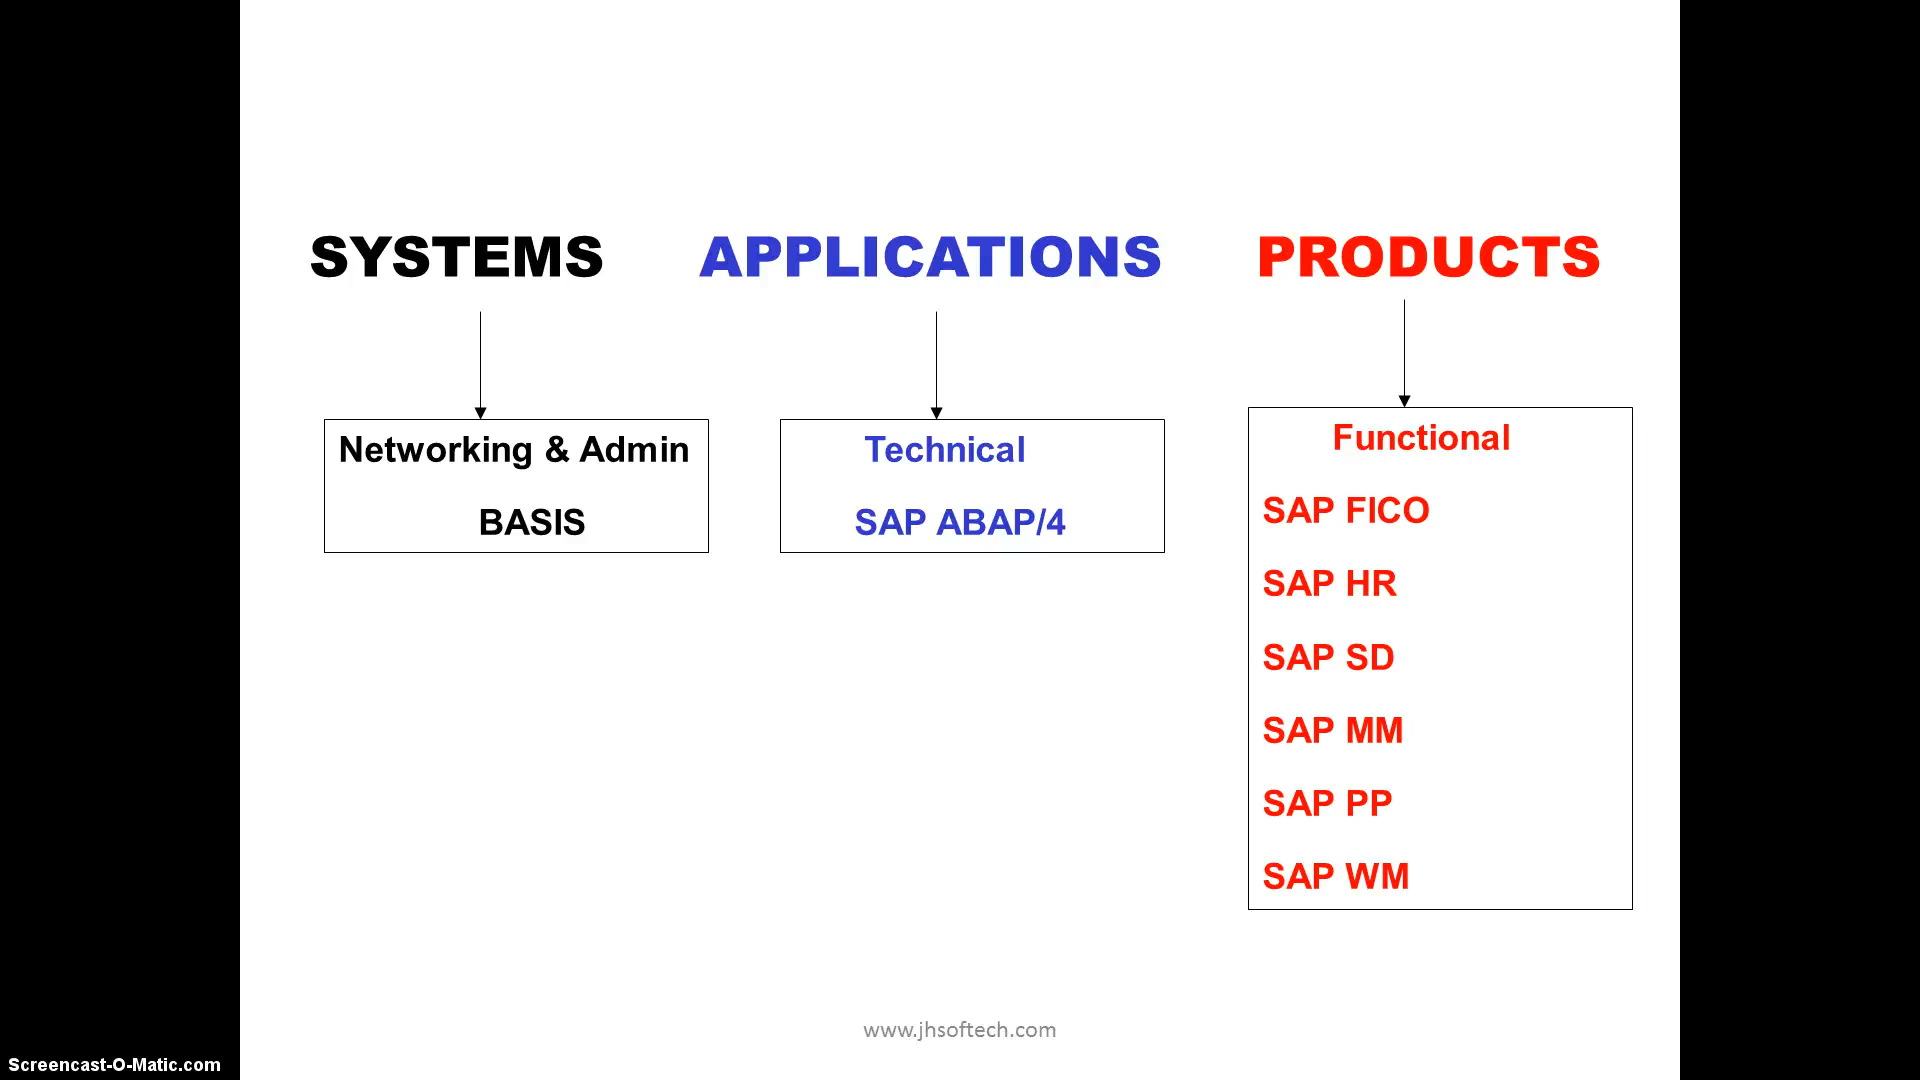 SYSTEMS APPLICATIONS PRODUCTS
Networking & Admin
BASIS
Technical
SAP ABAP/4
Functional
SAP FICO
SAP HR
SAP SD
SAP MM
SAP PP
SAP WM
www.jhsoftech.com
Screencast-O-Matic.com